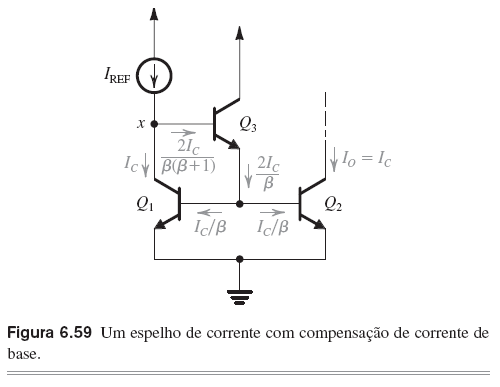 I_REF
x
Q_3
2I_C
β(β+1)
I_C
2I_C
β
I_O = I_C
Q_1
Q_2
I_C/β
I_C/β
Figura 6.59 Um espelho de corrente com compensação de corrente de
base.